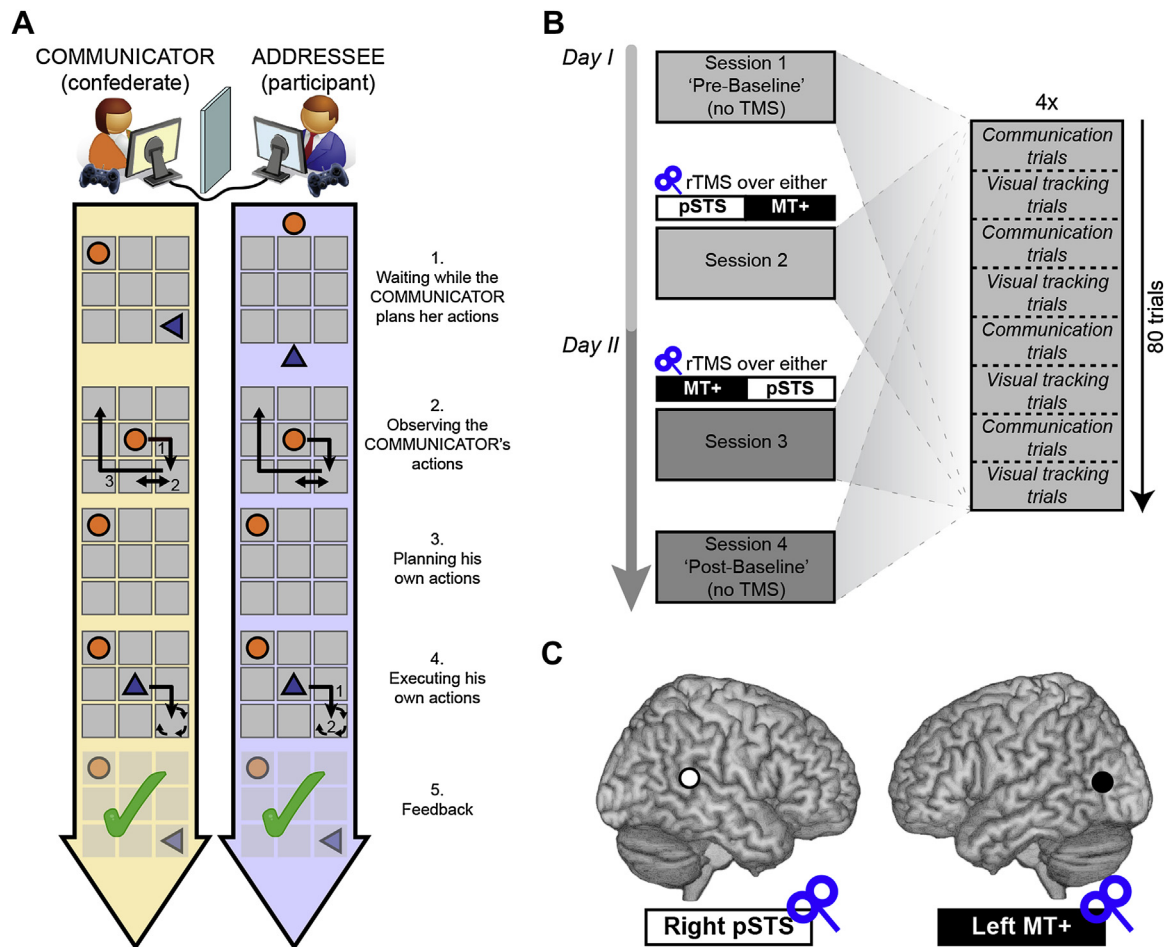 A
COMMUNICATOR
(confederate)
ADDRESSEE
(participant)
1.
Waiting while the
COMMUNICATOR
plans her actions
1
2
3
2.
Observing the
COMMUNICATOR's
actions
3.
Planning his
own actions
1
2
4.
Executing his
own actions
5.
Feedback
B
Day I
Session 1
'Pre-Baseline'
(no TMS)
rTMS over either
pSTS MT+
Session 2
Day II
rTMS over either
MT+ pSTS
Session 3
Session 4
'Post-Baseline'
(no TMS)
4x
Communication
trials
Visual tracking
trials
Communication
trials
Visual tracking
trials
Communication
trials
Visual tracking
trials
Communication
trials
Visual tracking
trials
80 trials
C
Right pSTS
Left MT+